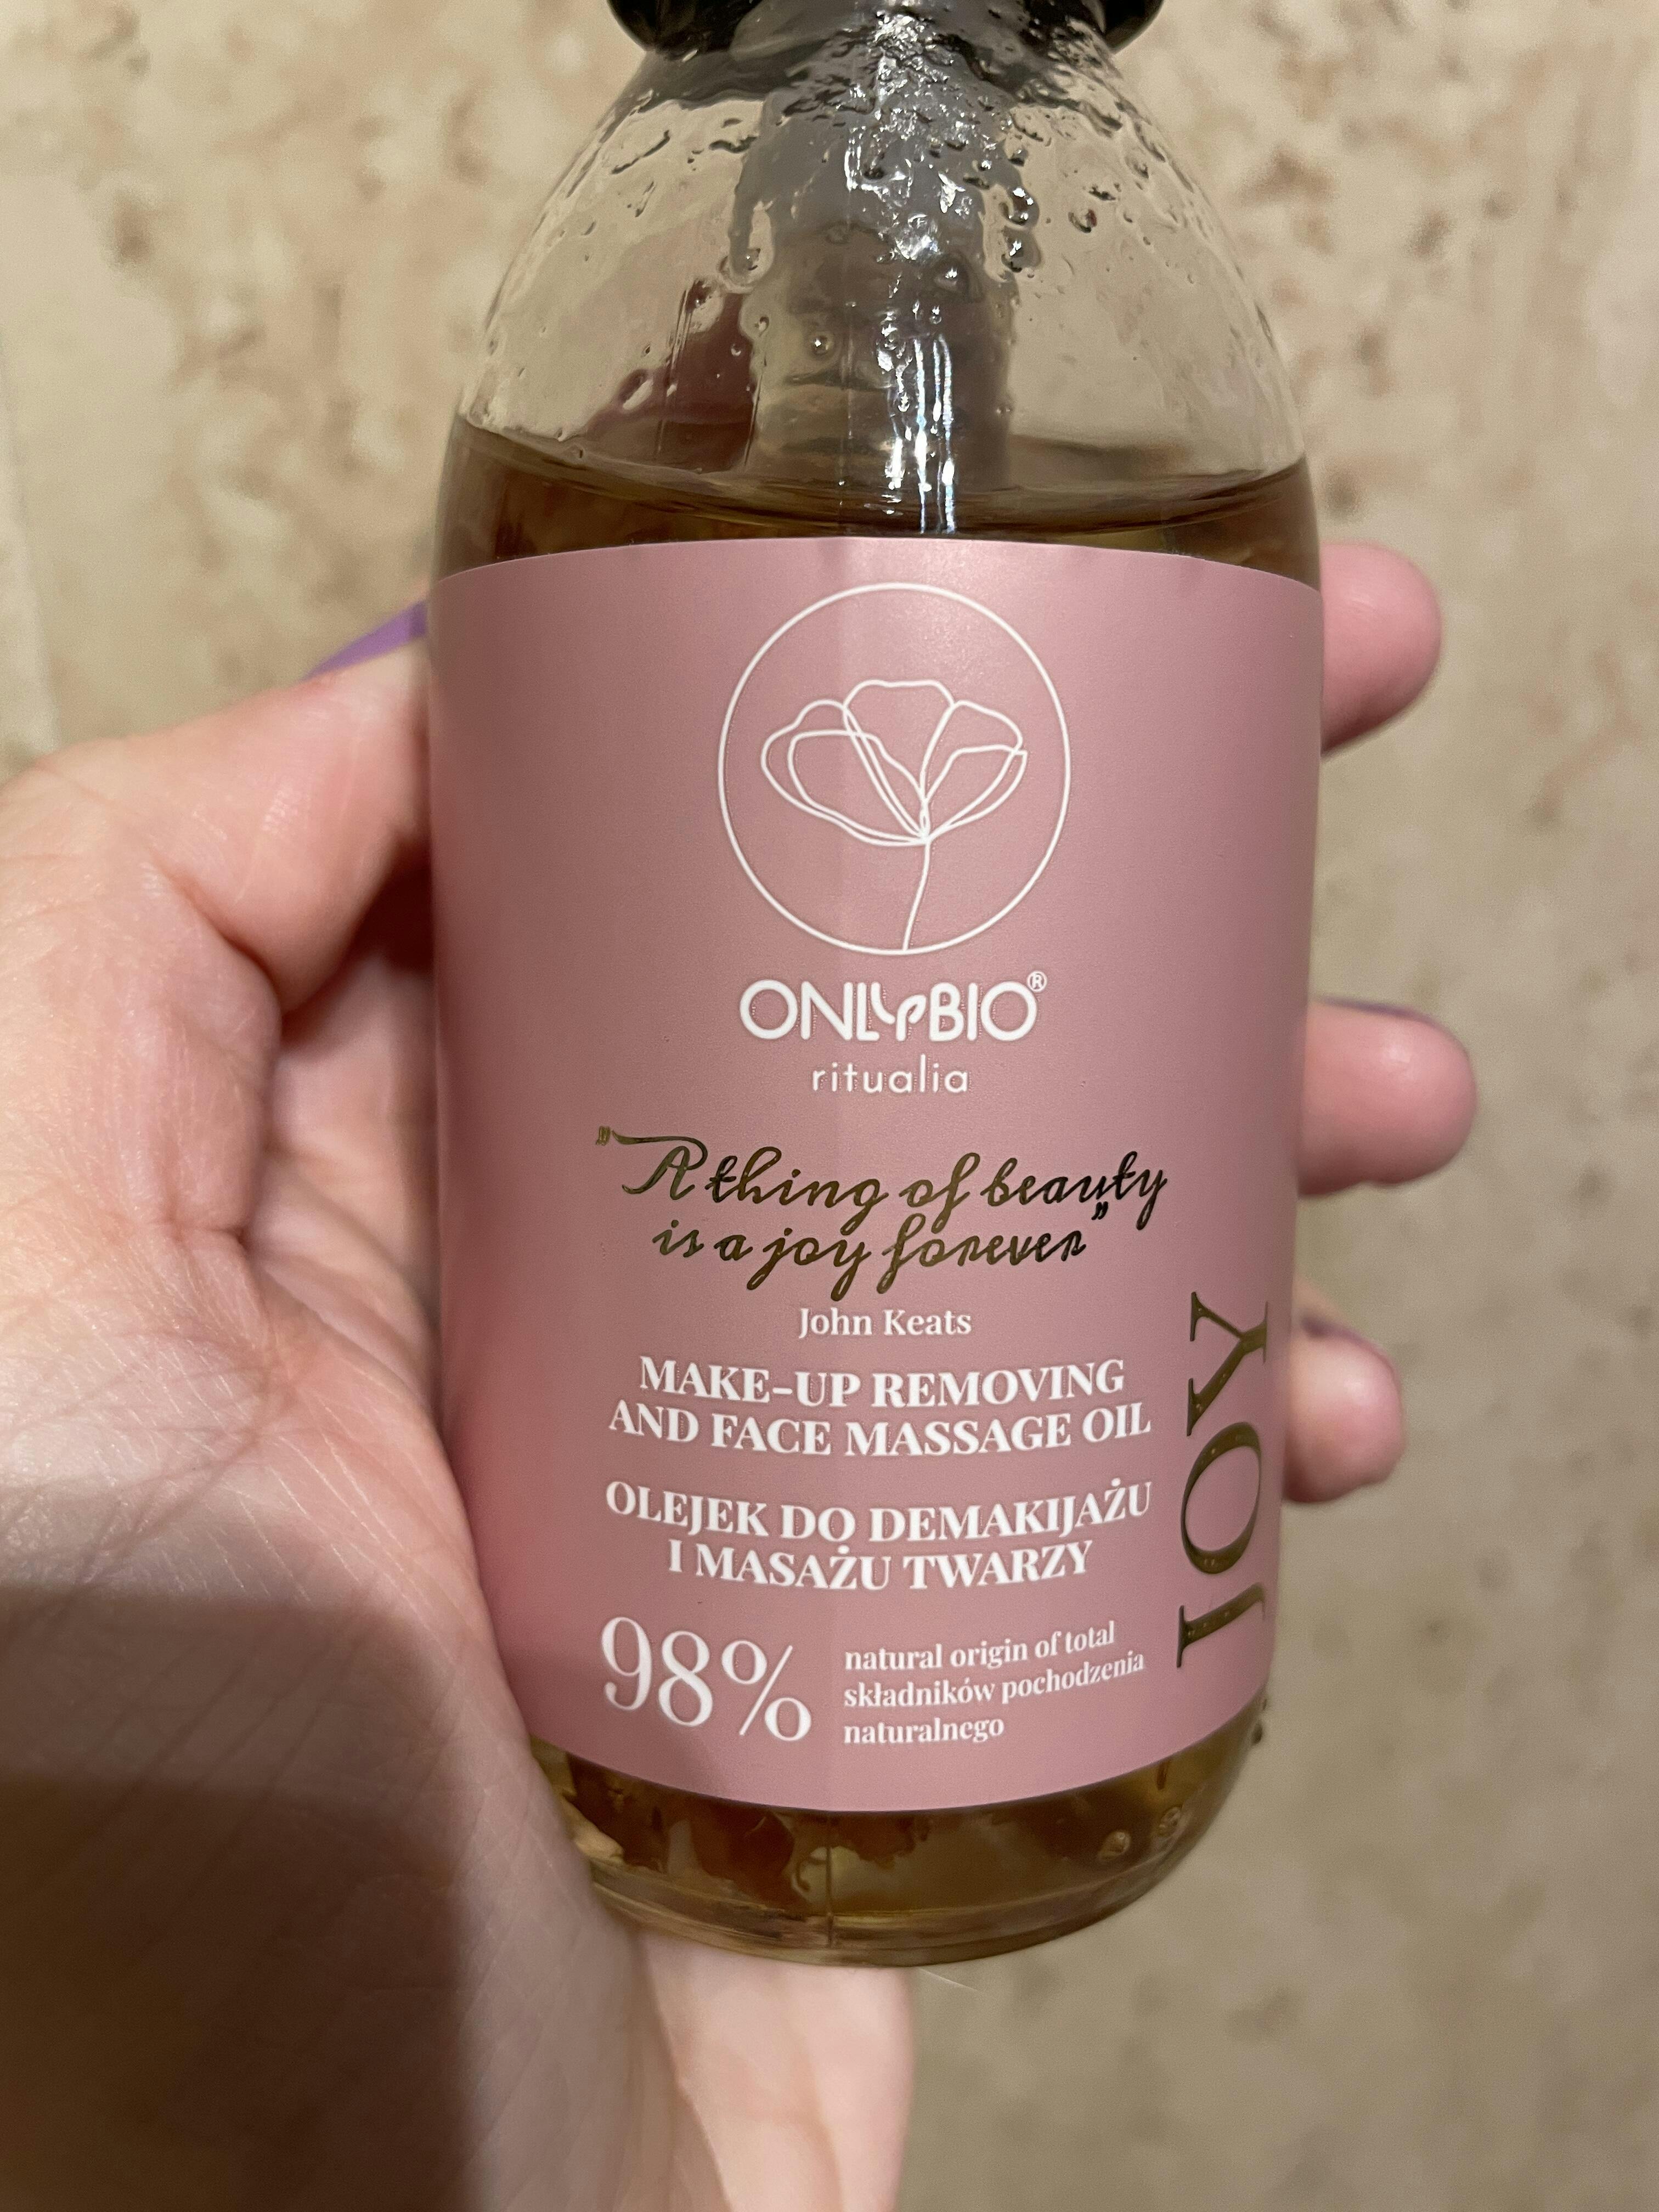 ONLYBIO®
ritualia
"A thing of beauty
is a joy forever"
John Keats
MAKE-UP REMOVING
AND FACE MASSAGE OIL
OLEJEK DO DEMAKIJAŻU
I MASAŻU TWARZY
98%
natural origin of total
składników pochodzenia
naturalnego
JOY